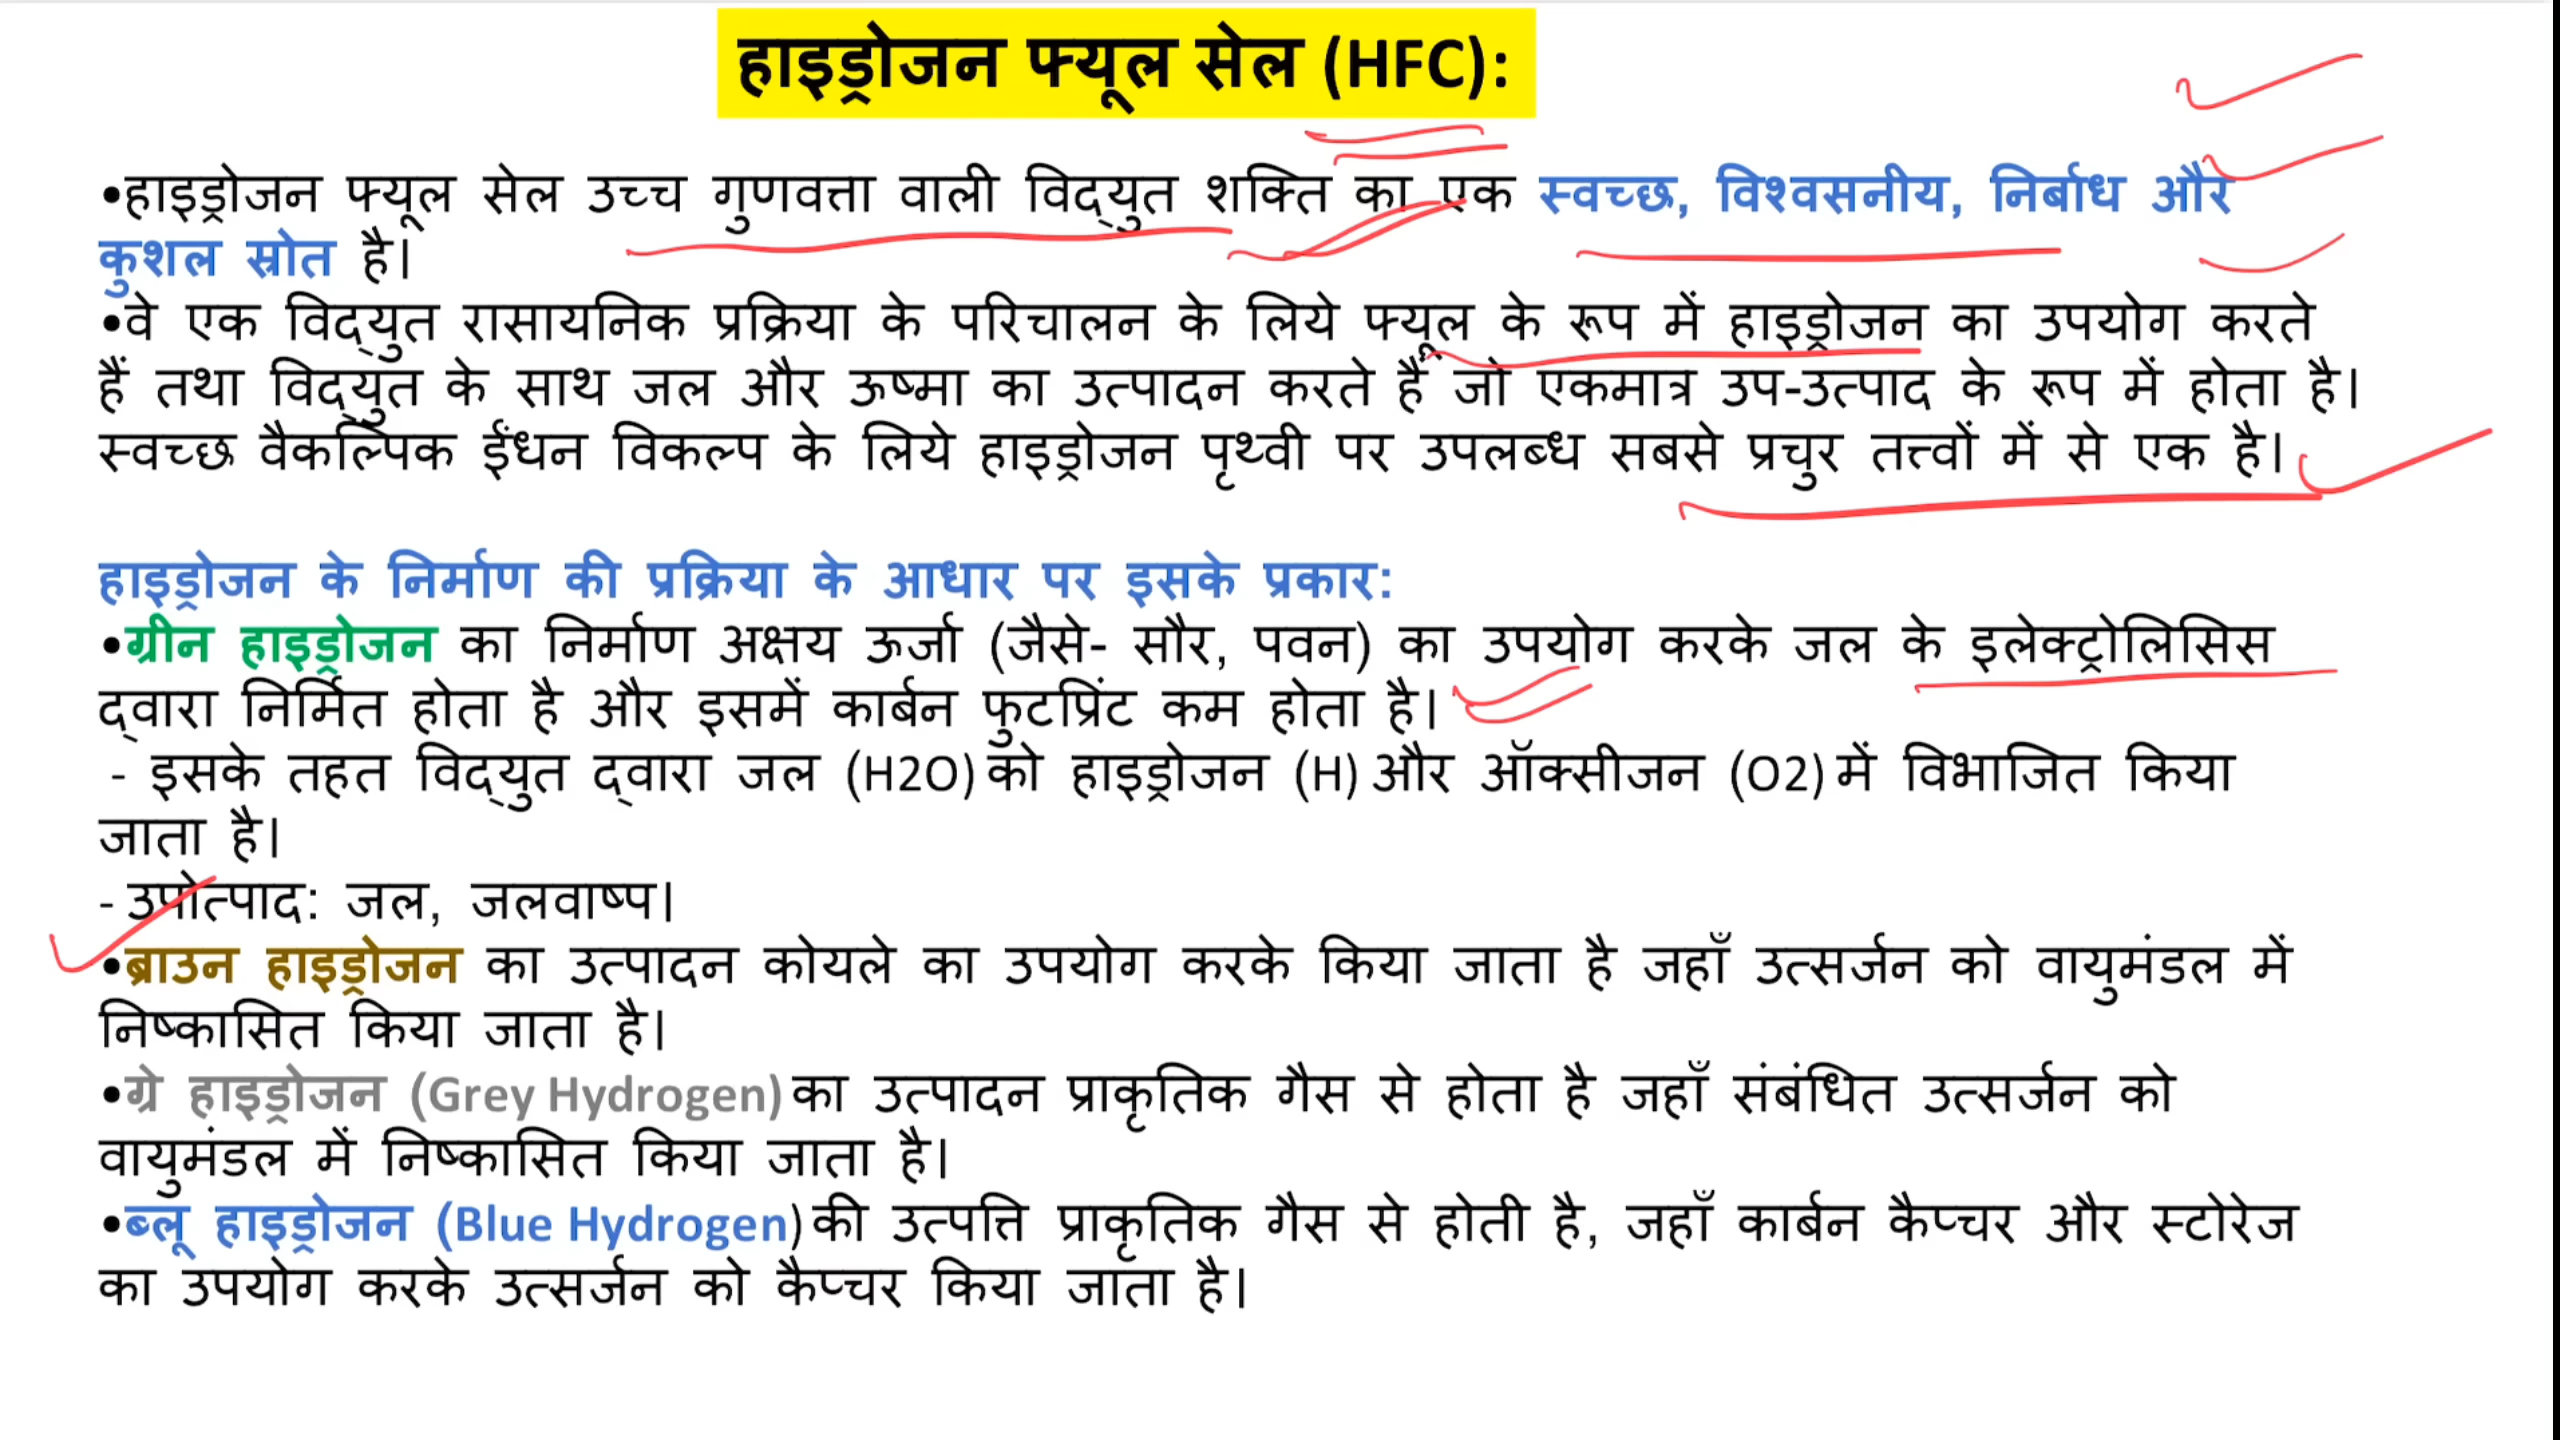 हाइड्रोजन फ्यूल सेल (HFC):
•हाइड्रोजन फ्यूल सेल उच्च गुणवत्ता वाली विद्युत शक्ति का एक स्वच्छ, विश्वसनीय, निर्बाध और
कुशल स्रोत है।
•वे एक विद्युत रासायनिक प्रक्रिया के परिचालन के लिये फ्यूल के रूप में हाइड्रोजन का उपयोग करते
हैं तथा विद्युत के साथ जल और ऊष्मा का उत्पादन करते हैं जो एकमात्र उप-उत्पाद के रूप में होता है।
स्वच्छ वैकल्पिक ईंधन विकल्प के लिये हाइड्रोजन पृथ्वी पर उपलब्ध सबसे प्रचुर तत्त्वों में से एक है।
हाइड्रोजन के निर्माण की प्रक्रिया के आधार पर इसके प्रकार:
•ग्रीन हाइड्रोजन का निर्माण अक्षय ऊर्जा (जैसे- सौर, पवन) का उपयोग करके जल के इलेक्ट्रोलिसिस
द्वारा निर्मित होता है और इसमें कार्बन फुटप्रिंट कम होता है।
- इसके तहत विद्युत द्वारा जल (H2O) को हाइड्रोजन (H) और ऑक्सीजन (O2) में विभाजित किया
जाता है।
- उपोत्पाद: जल, जलवाष्प।
•ब्राउन हाइड्रोजन का उत्पादन कोयले का उपयोग करके किया जाता है जहाँ उत्सर्जन को वायुमंडल में
निष्कासित किया जाता है।
•ग्रे हाइड्रोजन (Grey Hydrogen) का उत्पादन प्राकृतिक गैस से होता है जहाँ संबंधित उत्सर्जन को
वायुमंडल में निष्कासित किया जाता है।
•ब्लू हाइड्रोजन (Blue Hydrogen) की उत्पत्ति प्राकृतिक गैस से होती है, जहाँ कार्बन कैप्चर और स्टोरेज
का उपयोग करके उत्सर्जन को कैप्चर किया जाता है।